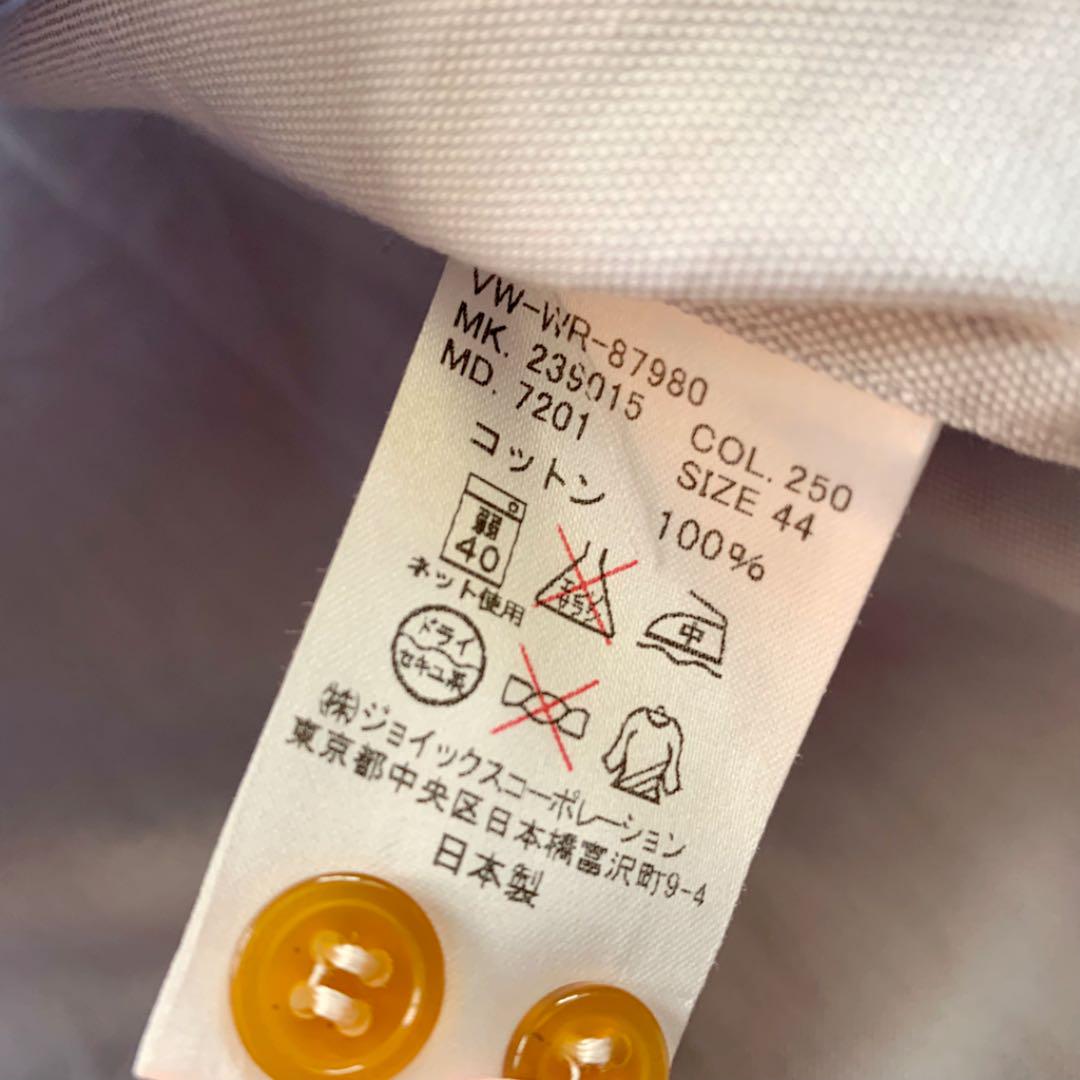 VW-WR-87980
MK. 239015 COL. 250
MD. 7201 SIZE 44
コットン 100%
弱
40
エンソ
サラシ
中
ネット使用
ドライ
セキユ系
㈱ジョイックスコーポレーション
東京都中央区日本橋富沢町9-4
日本製